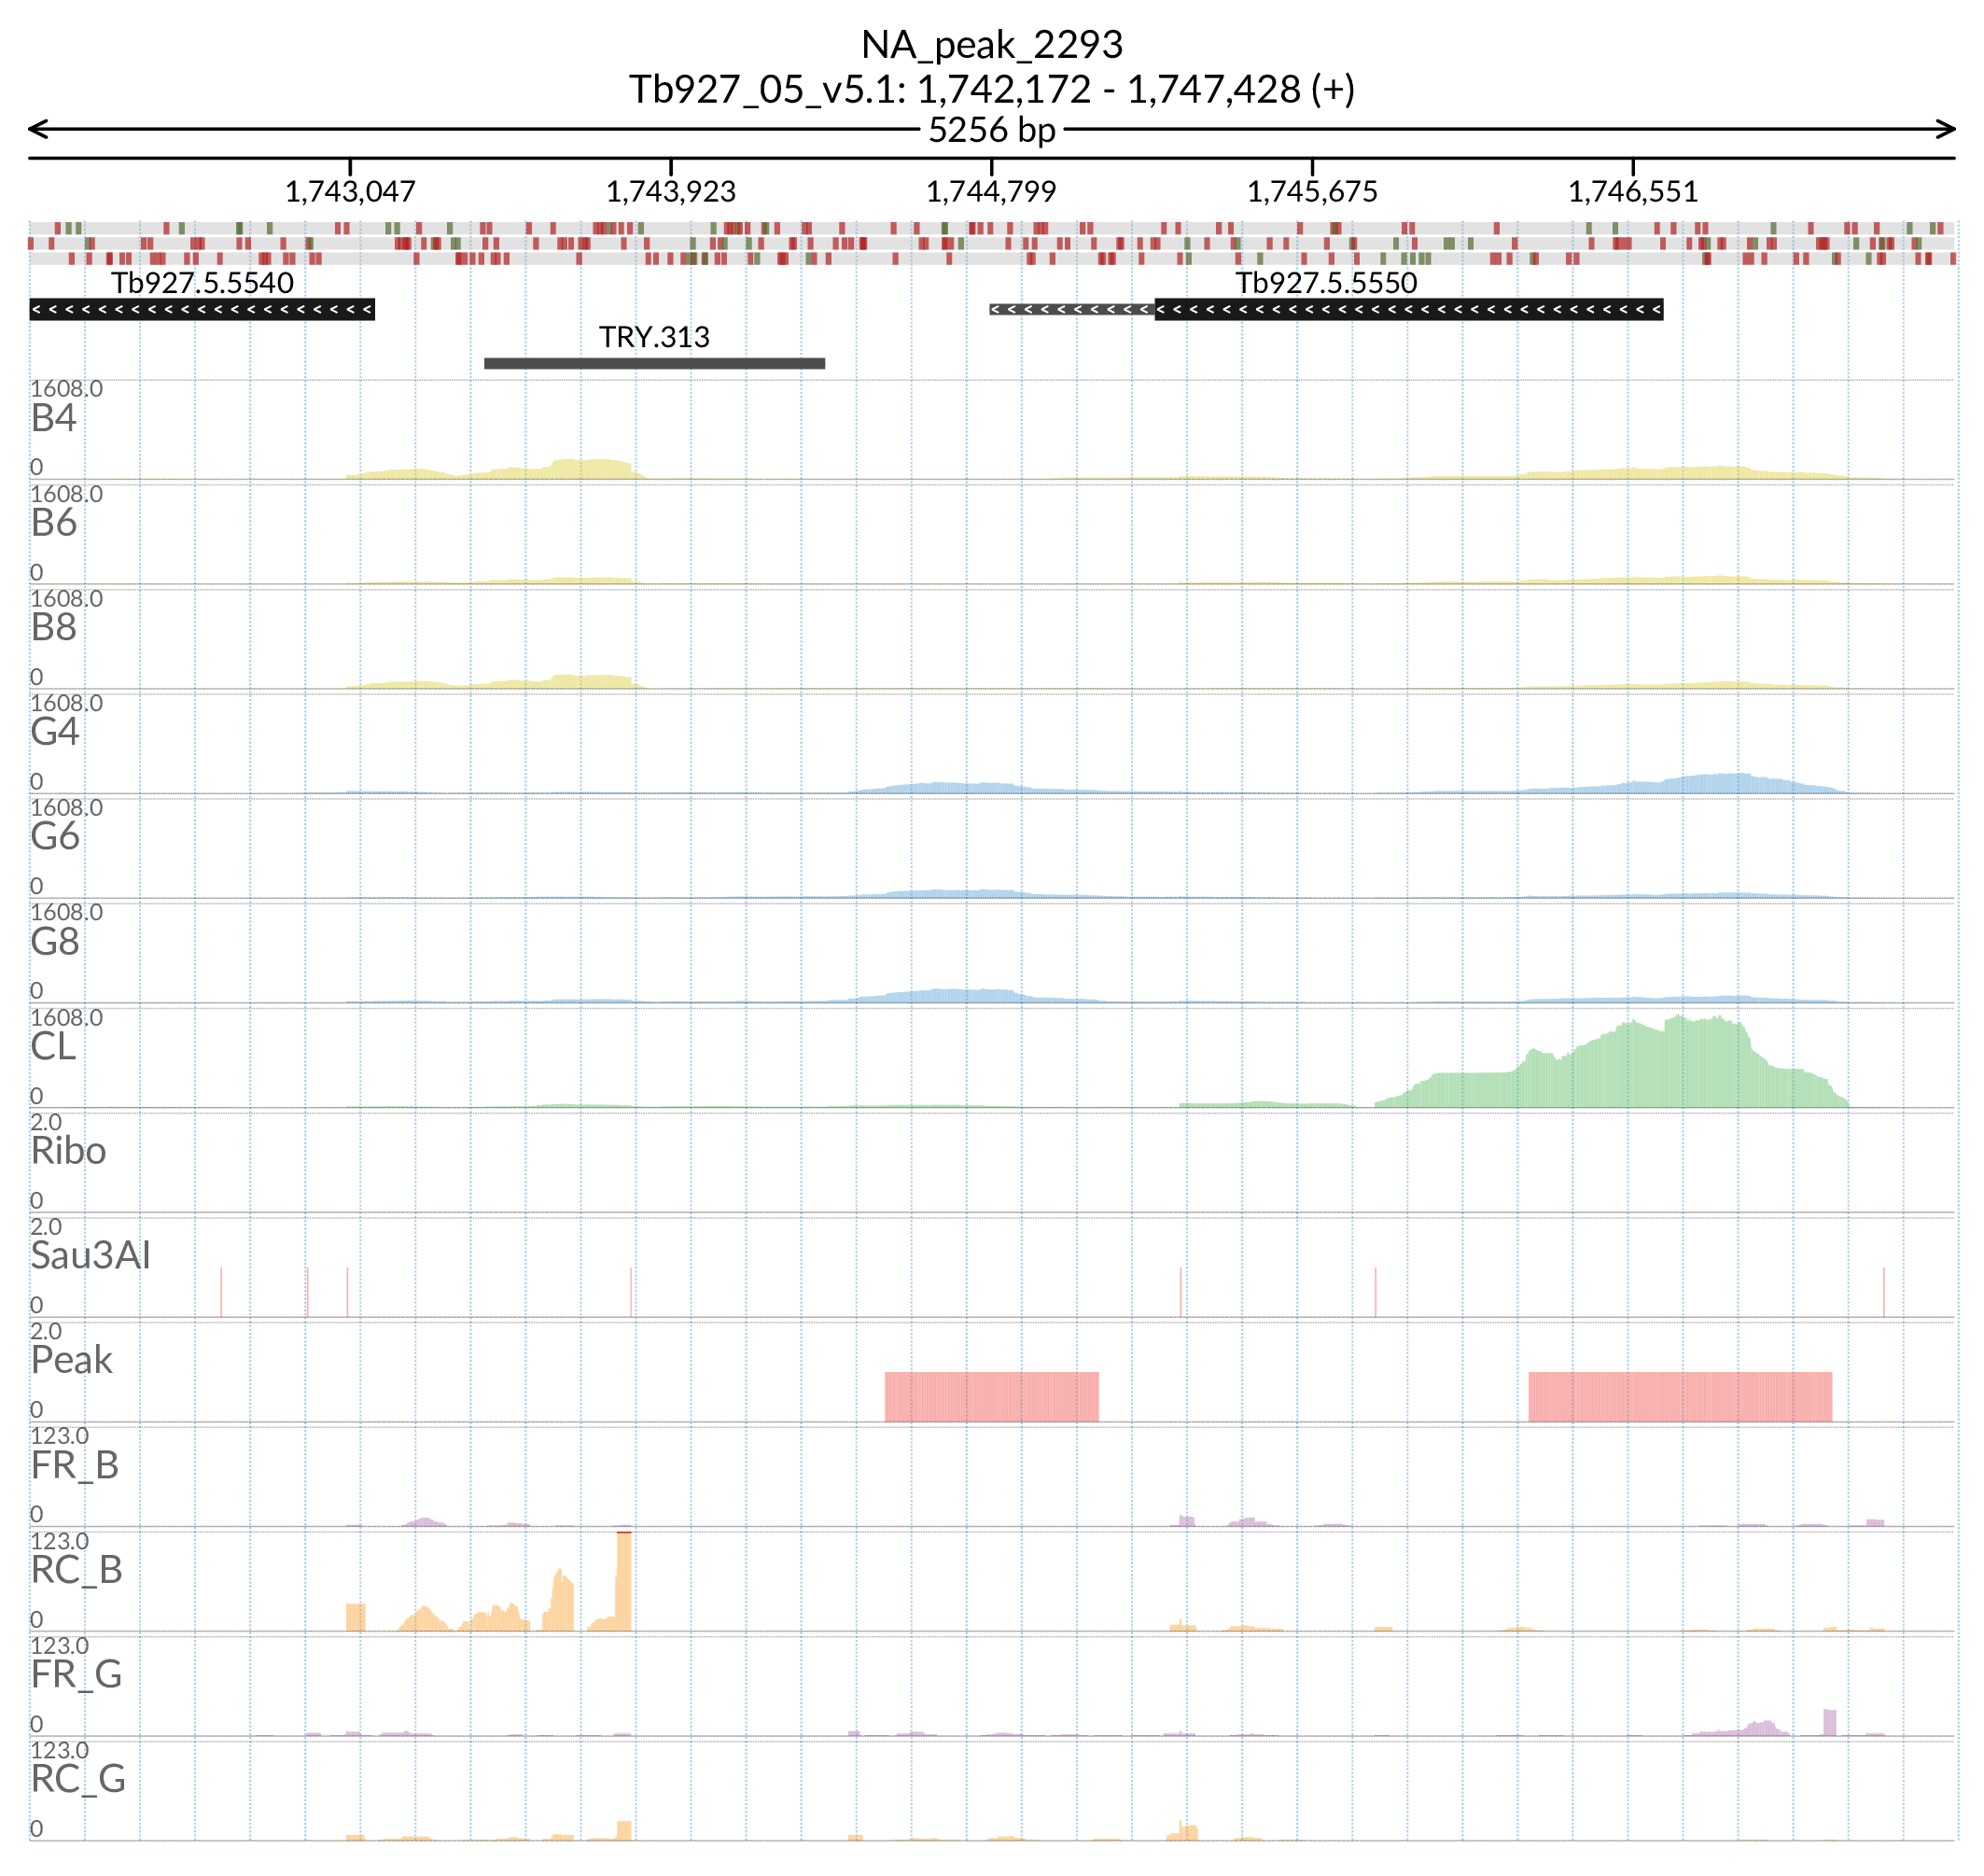 NA_peak_2293
Tb927_05_v5.1: 1,742,172 - 1,747,428 (+)
5256 bp
1,743,047 1,743,923 1,744,799 1,745,675 1,746,551
Tb927.5.5540 Tb927.5.5550
TRY.313
1608.0
B4
0
1608.0
B6
0
1608.0
B8
0
1608.0
G4
0
1608.0
G6
0
1608.0
G8
0
1608.0
CL
0
2.0
Ribo
0
2.0
Sau3AI
0
2.0
Peak
0
123.0
FR_B
0
123.0
RC_B
0
123.0
FR_G
0
123.0
RC_G
0